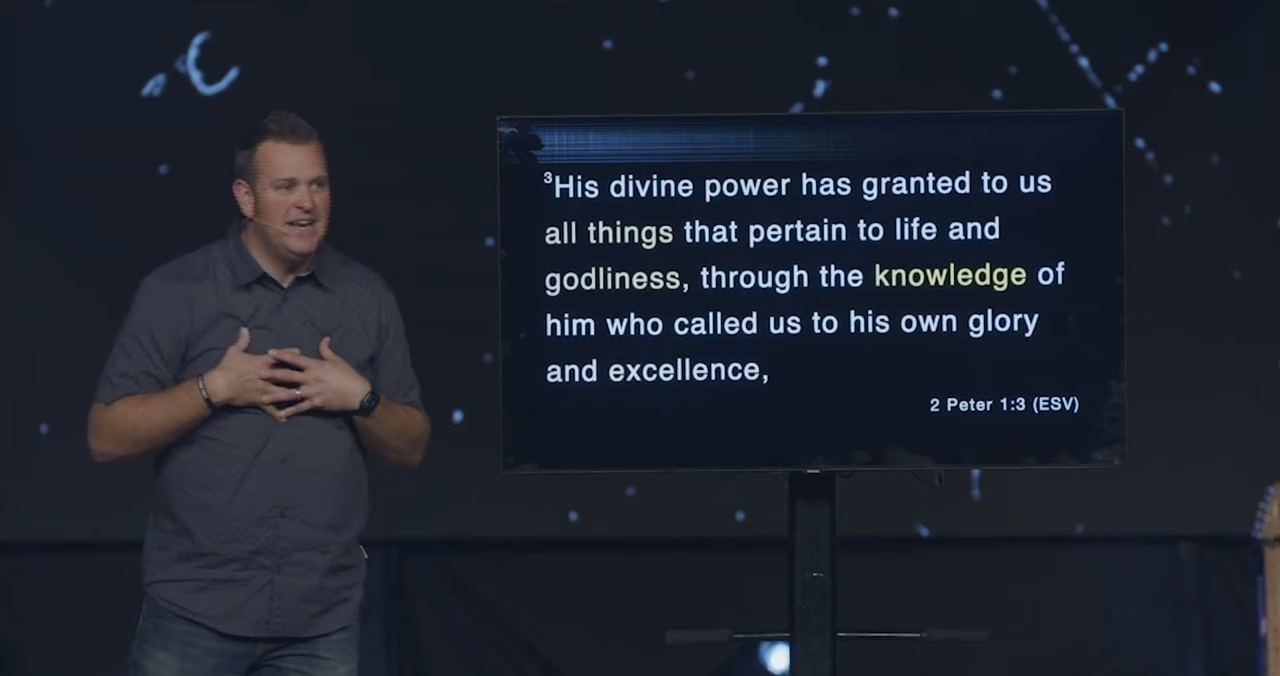 ³His divine power has granted to us
all things that pertain to life and
godliness, through the knowledge of
him who called us to his own glory
and excellence,
2 Peter 1:3 (ESV)